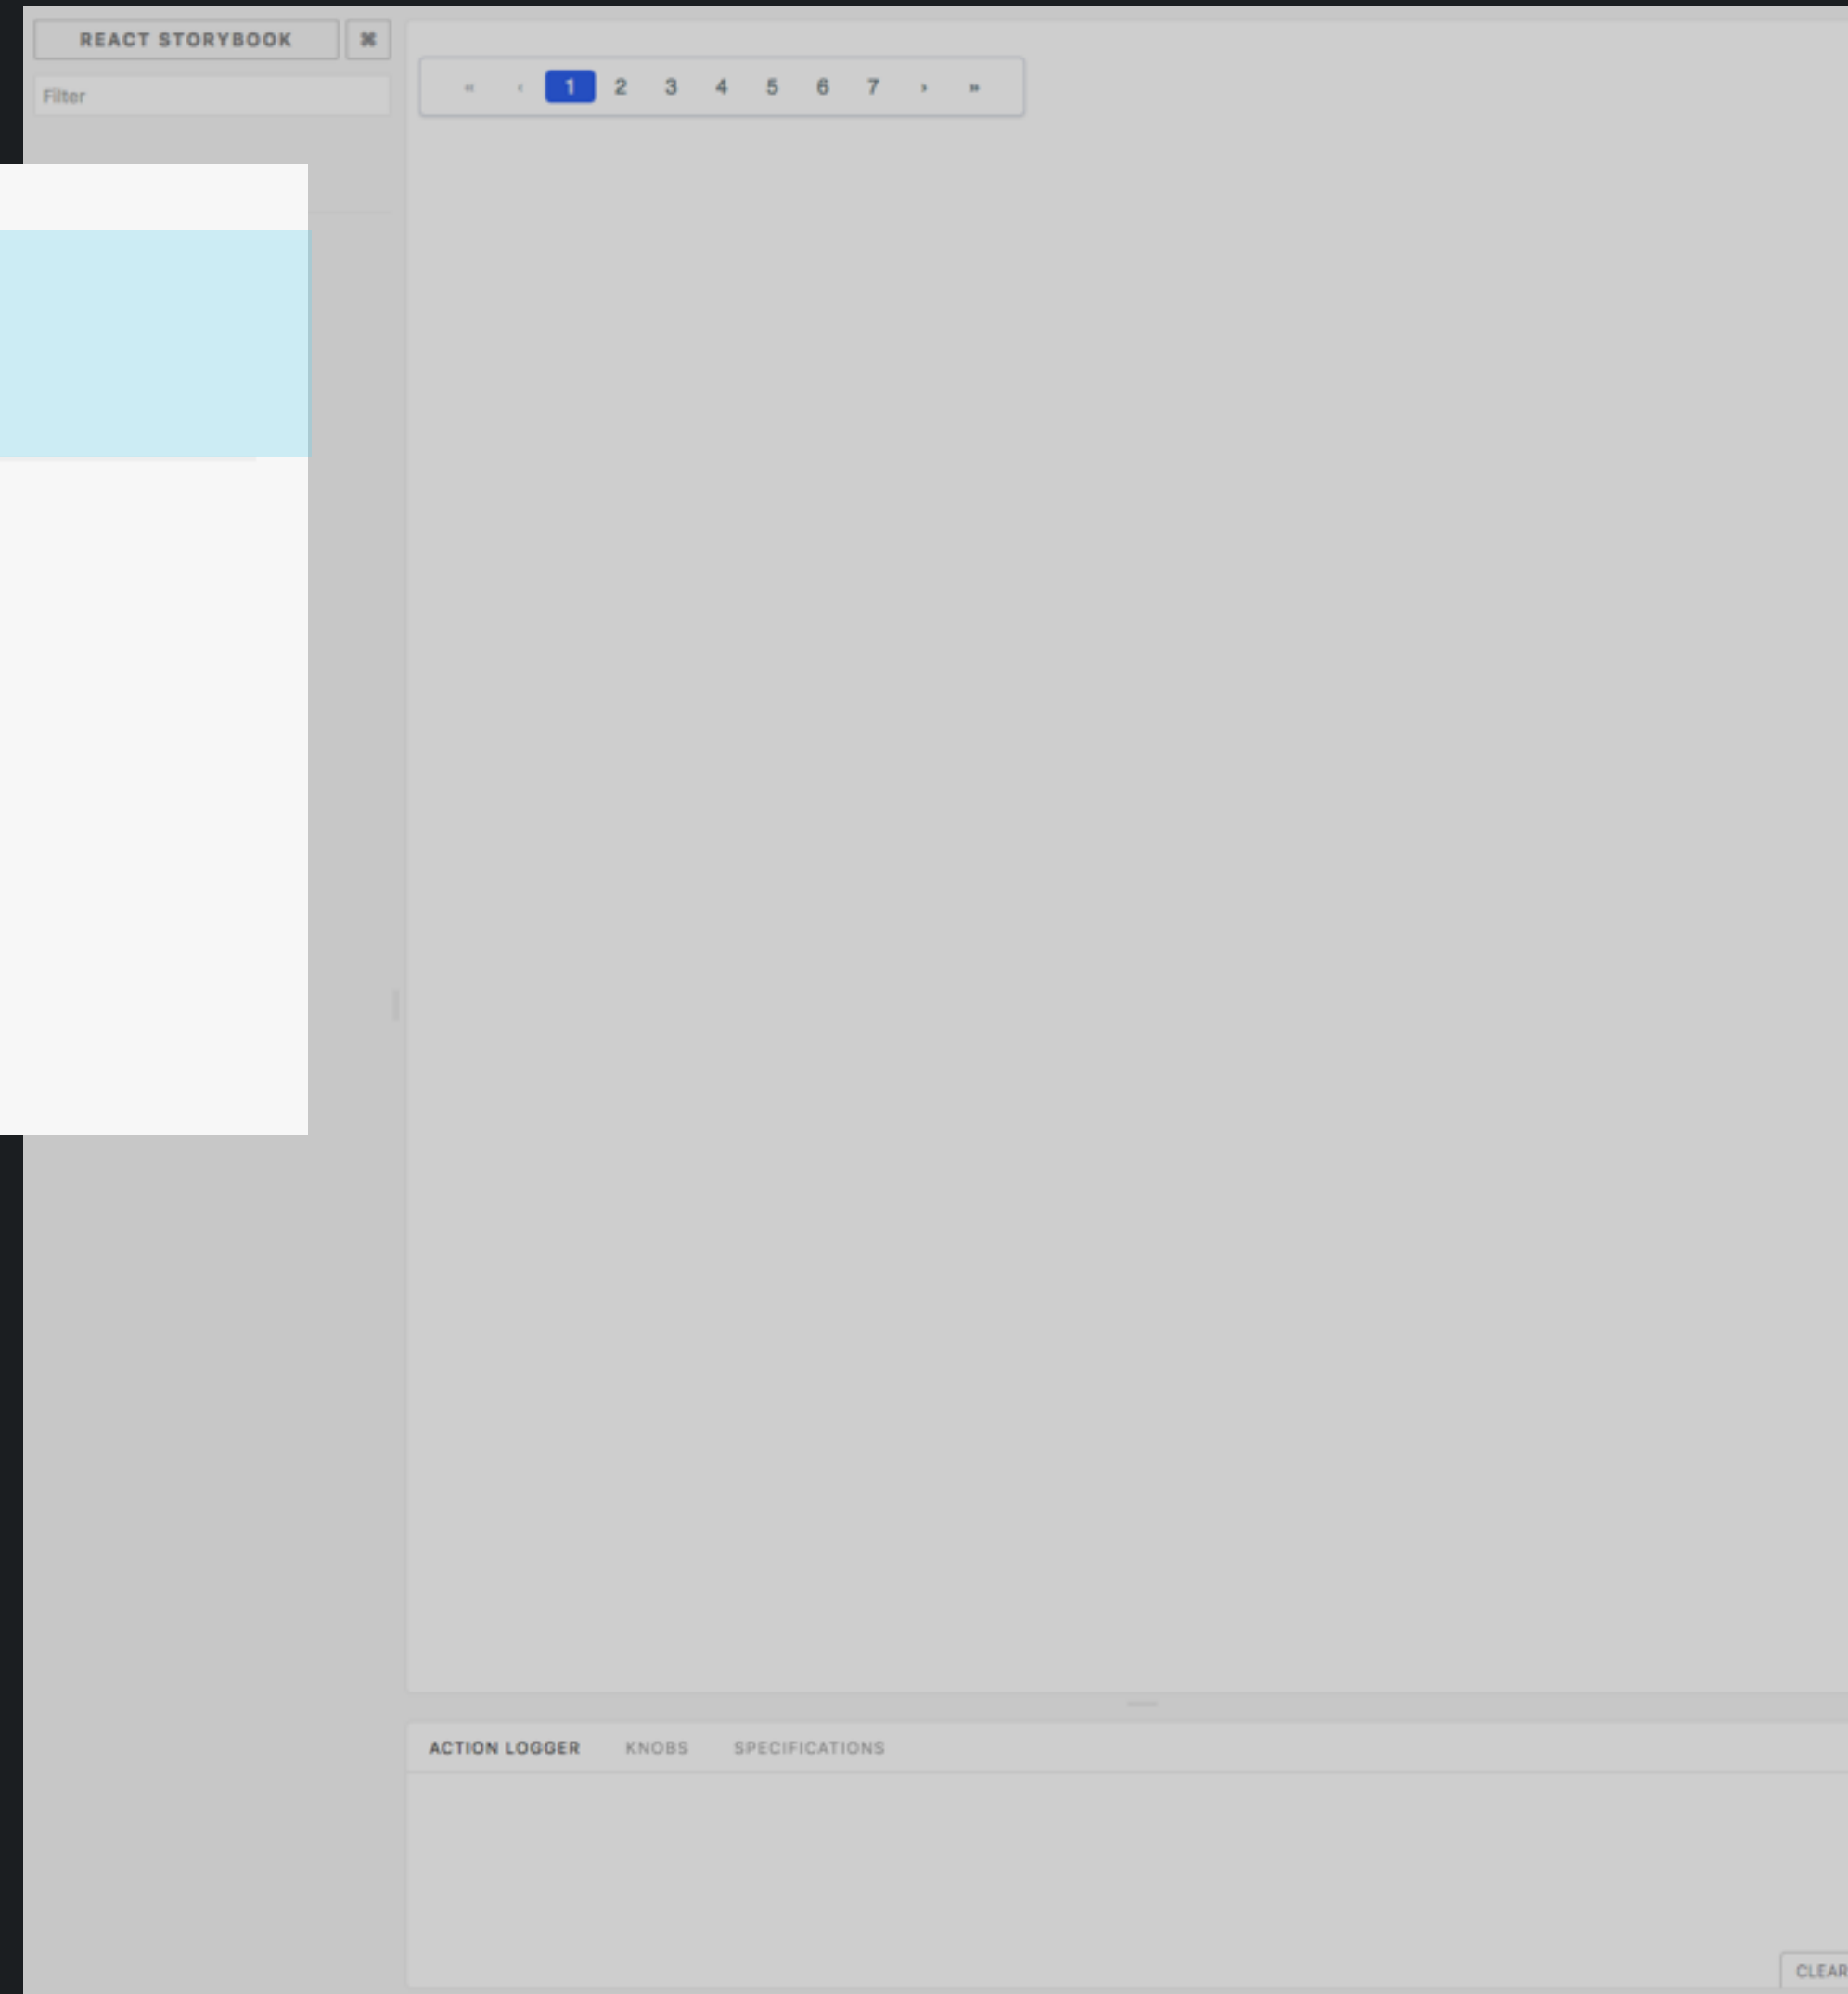 REACT STORYBOOK ⌘
Filter
« ‹ 1 2 3 4 5 6 7 › »
ACTION LOGGER KNOBS SPECIFICATIONS
CLEAR